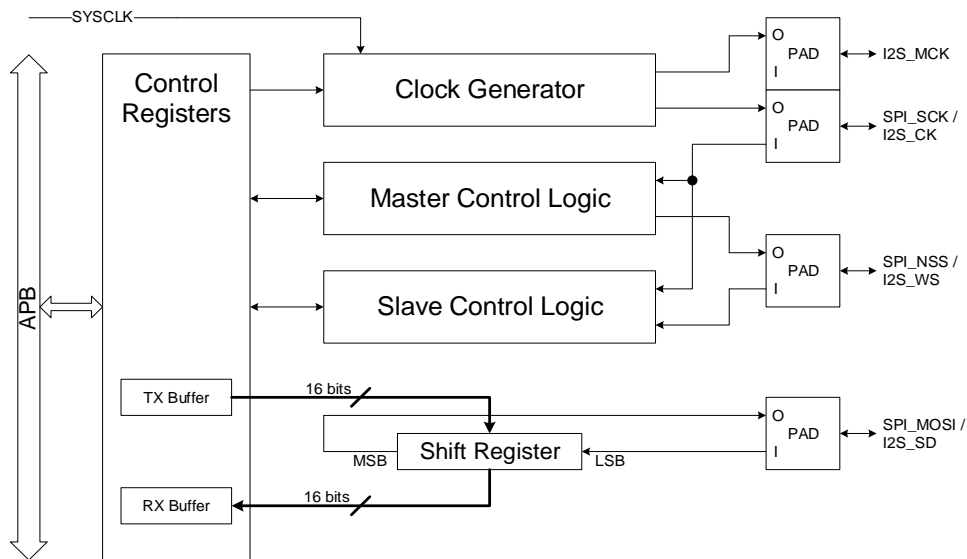 SYSCLK
Control
Registers
Clock Generator
O
PAD
I
I2S_MCK
O
PAD
I
SPI_SCK /
I2S_CK
Master Control Logic
O
PAD
I
SPI_NSS /
I2S_WS
Slave Control Logic
APB
TX Buffer
16 bits
O
PAD
I
SPI_MOSI /
I2S_SD
MSB
Shift Register
LSB
RX Buffer
16 bits